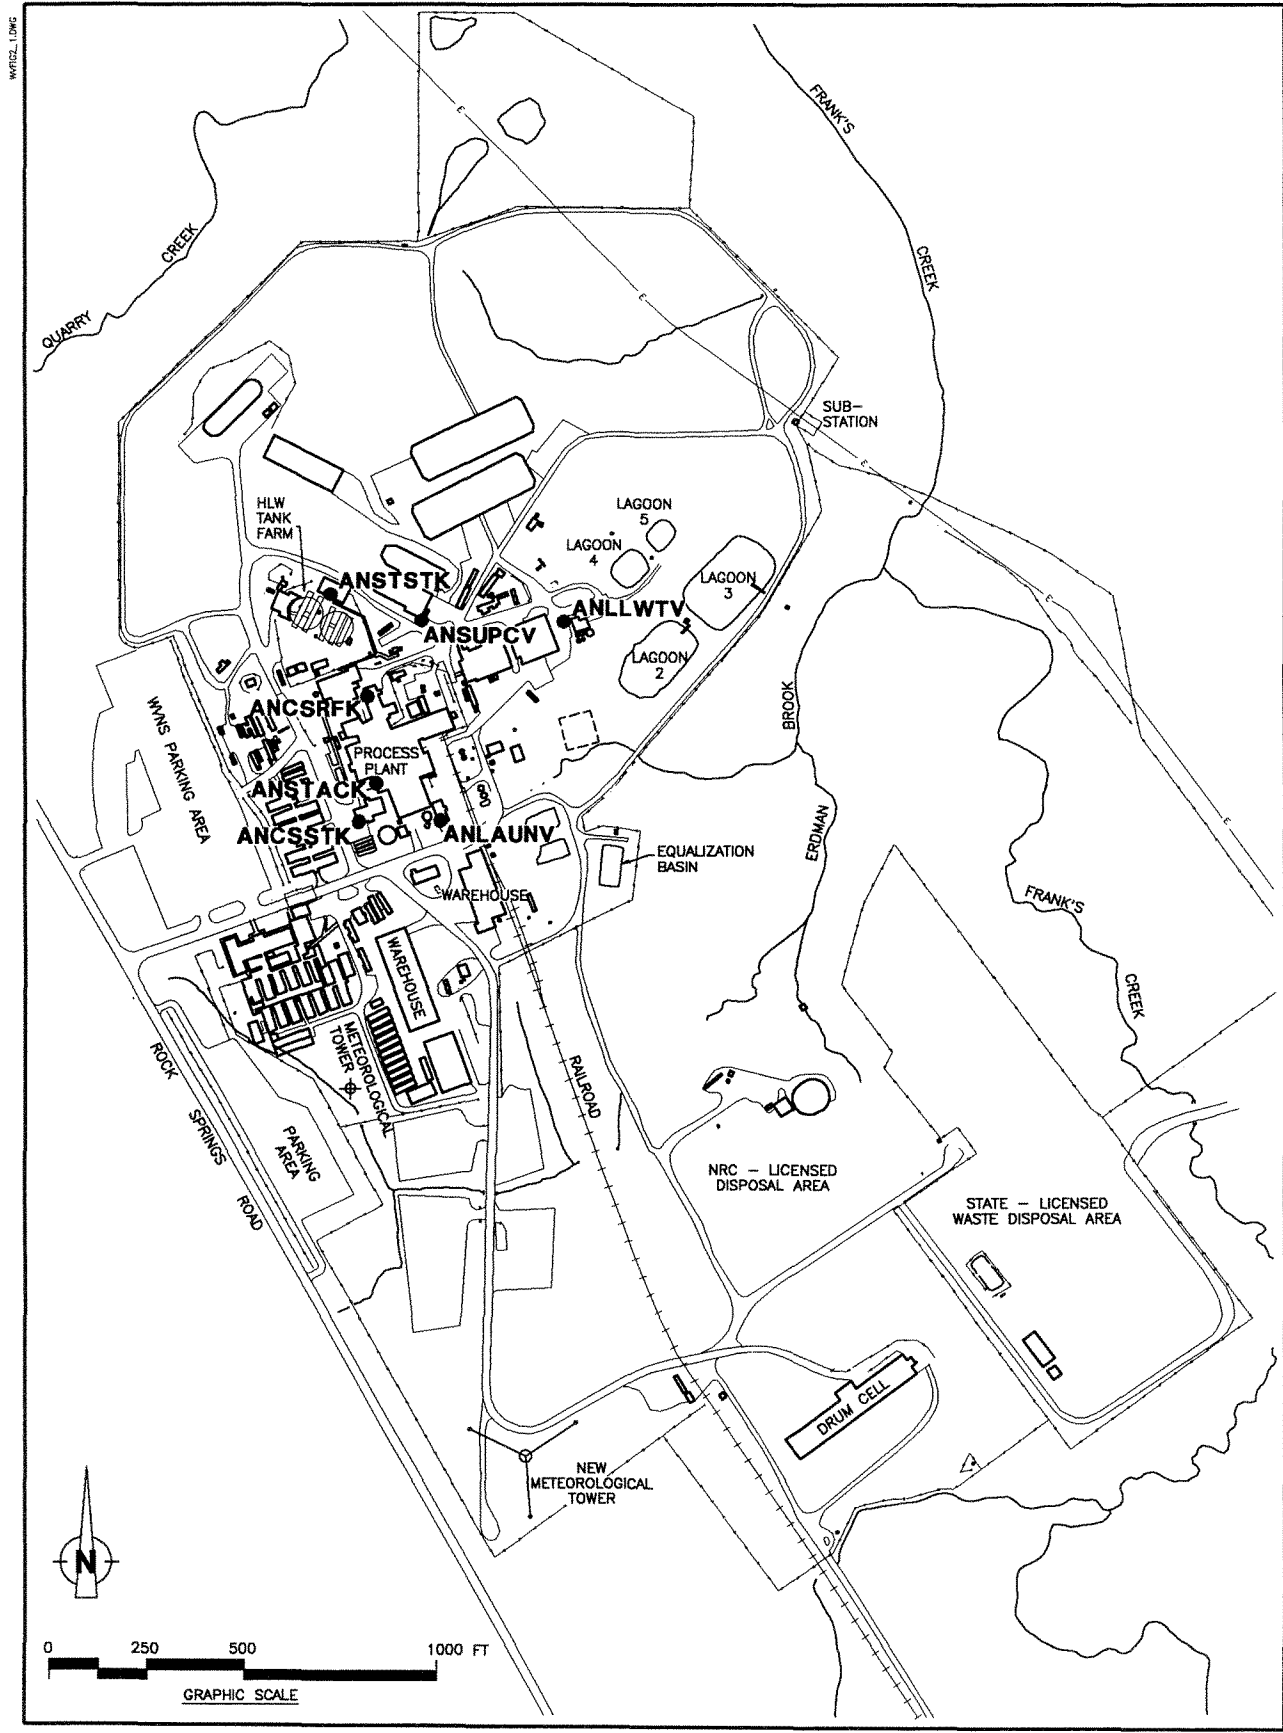 WVFIG2_1.DWG
FRANK'S
CREEK
QUARRY
CREEK
E
E
SUB-
STATION
E
HLW
TANK
FARM
LAGOON
5
LAGOON
4
LAGOON
3
ANSTSTK
ANLLWTV
ANSUPCV
LAGOON
2
E
BROOK
ANCSRFK
WVNS PARKING AREA
PROCESS
PLANT
ANSTACK
ANCSSTK
ANLAUNV
ERDMAN
E
EQUALIZATION
BASIN
WAREHOUSE
FRANK'S
CREEK
WAREHOUSE
METEOROLOGICAL
TOWER
ROCK
SPRINGS
ROAD
RAILROAD
PARKING
AREA
NRC - LICENSED
DISPOSAL AREA
STATE - LICENSED
WASTE DISPOSAL AREA
DRUM CELL
NEW
METEOROLOGICAL
TOWER
N
0 250 500 1000 FT
GRAPHIC SCALE